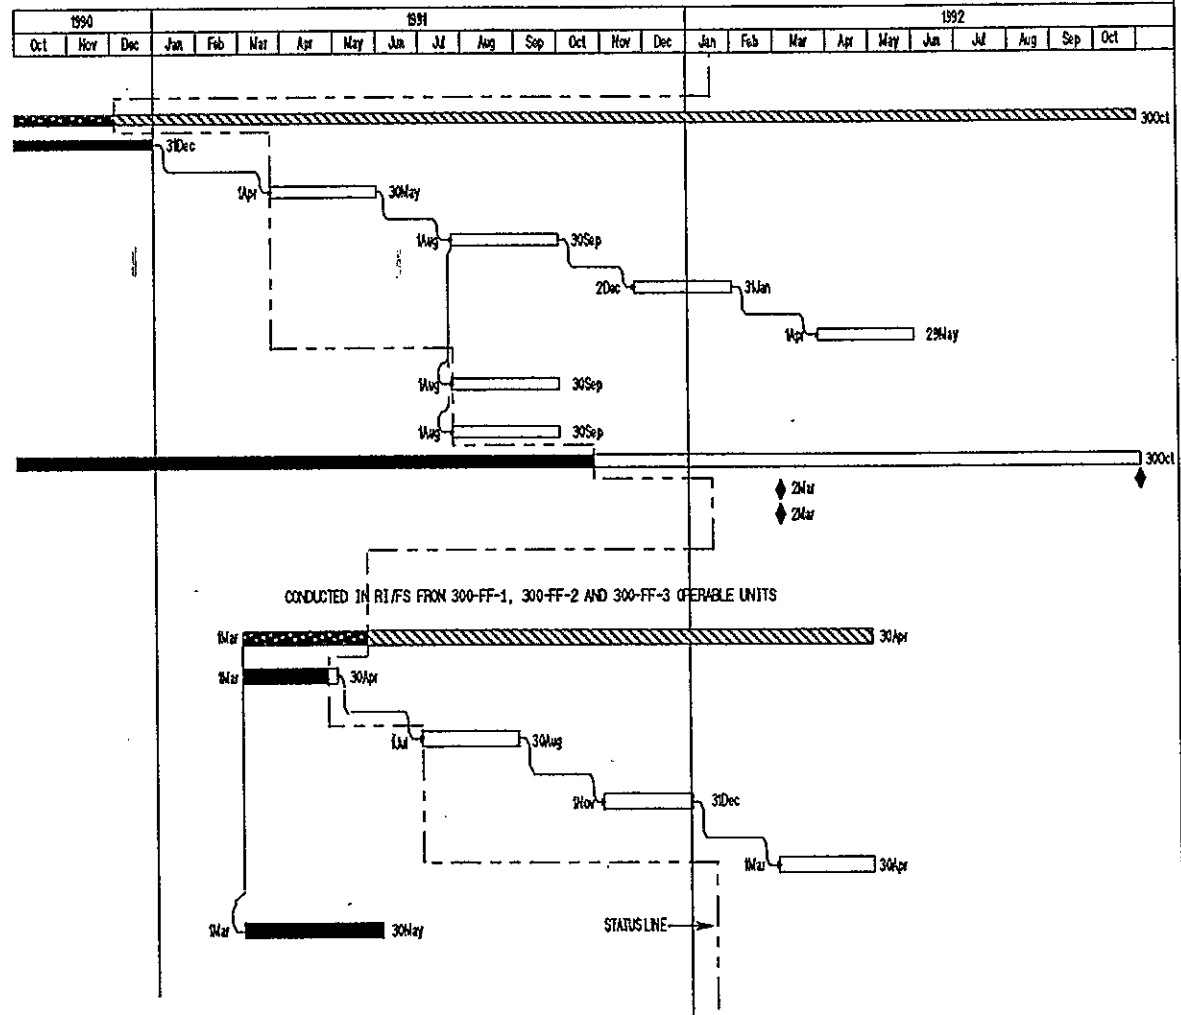 1990 1991 1992
Oct Nov Dec Jan Feb Mar Apr May Jun Jul Aug Sep Oct Nov Dec Jan Feb Mar Apr May Jun Jul Aug Sep Oct
30Oct
31Dec
1Apr 30May
1Aug 30Sep
2Dec 31Jan
1Apr 29May
1Aug 30Sep
1Aug 30Sep
30Oct
2Mar
2Mar
CONDUCTED IN RI/FS FROM 300-FF-1, 300-FF-2 AND 300-FF-3 OPERABLE UNITS
1Mar 30Apr
1Mar 30Apr
1Jul 30Aug
1Nov 31Dec
1Mar 30Apr
1Mar 30May
STATUS LINE